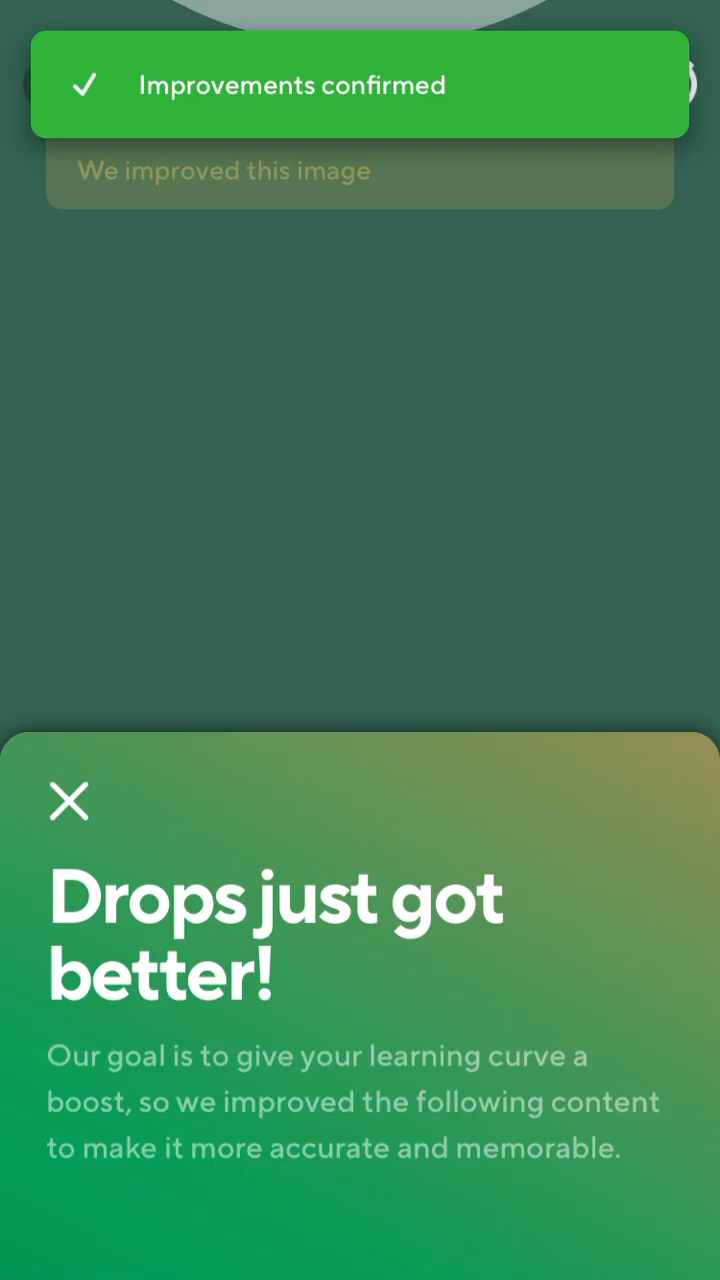 Improvements confirmed
We improved this image
Drops just got
better!
Our goal is to give your learning curve a
boost, so we improved the following content
to make it more accurate and memorable.